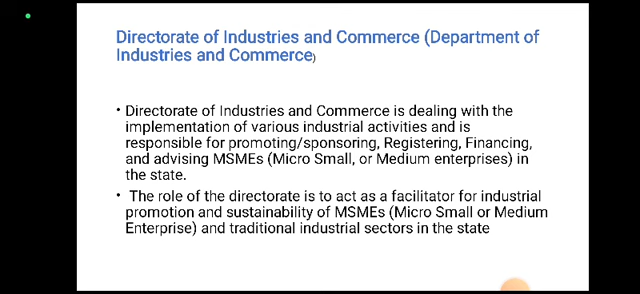 Directorate of Industries and Commerce (Department of
Industries and Commerce)
• Directorate of Industries and Commerce is dealing with the
implementation of various industrial activities and is
responsible for promoting/sponsoring, Registering, Financing,
and advising MSMEs (Micro Small, or Medium enterprises) in
the state.
• The role of the directorate is to act as a facilitator for industrial
promotion and sustainability of MSMEs (Micro Small or Medium
Enterprise) and traditional industrial sectors in the state